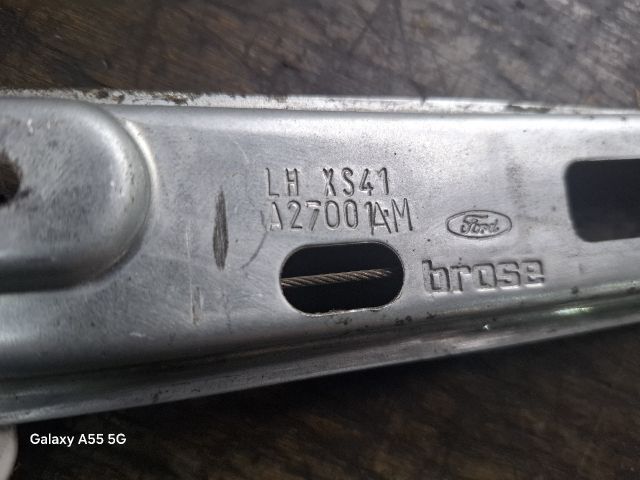 LH XS41
A27001AM
Ford
brose
Galaxy A55 5G